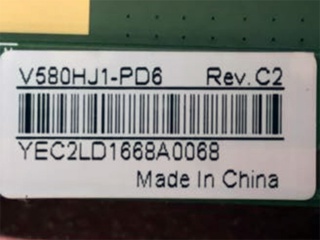 V580HJ1-PD6 Rev.C2
YEC2LD1668A0068
Made In China